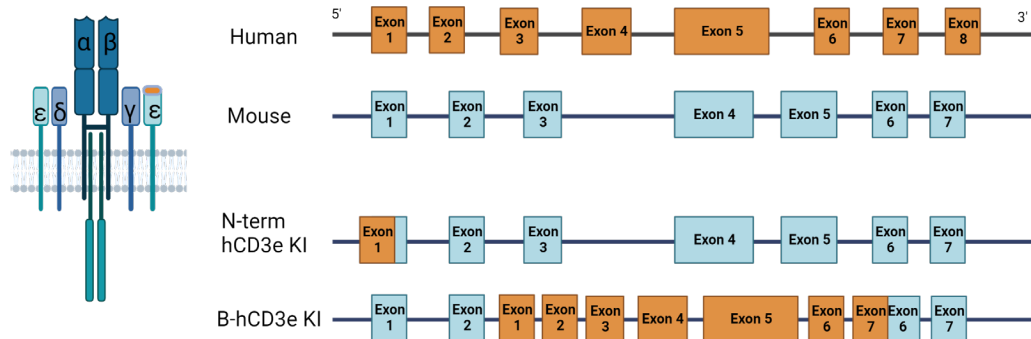 α β
ε δ γ ε
5' 3'
Human Exon 1 Exon 2 Exon 3 Exon 4 Exon 5 Exon 6 Exon 7 Exon 8
Mouse Exon 1 Exon 2 Exon 3 Exon 4 Exon 5 Exon 6 Exon 7
N-term
hCD3e KI Exon 1 Exon 2 Exon 3 Exon 4 Exon 5 Exon 6 Exon 7
B-hCD3e KI Exon 1 Exon 2 Exon 1 Exon 2 Exon 3 Exon 4 Exon 5 Exon 6 Exon 7 Exon 6 Exon 7